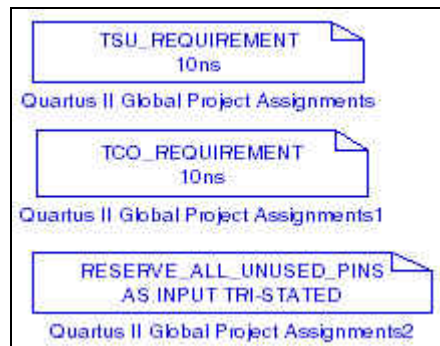 TSU_REQUIREMENT
10ns
Quartus II Global Project Assignments
TCO_REQUIREMENT
10ns
Quartus II Global Project Assignments1
RESERVE_ALL_UNUSED_PINS
AS INPUT TRI-STATED
Quartus II Global Project Assignments2